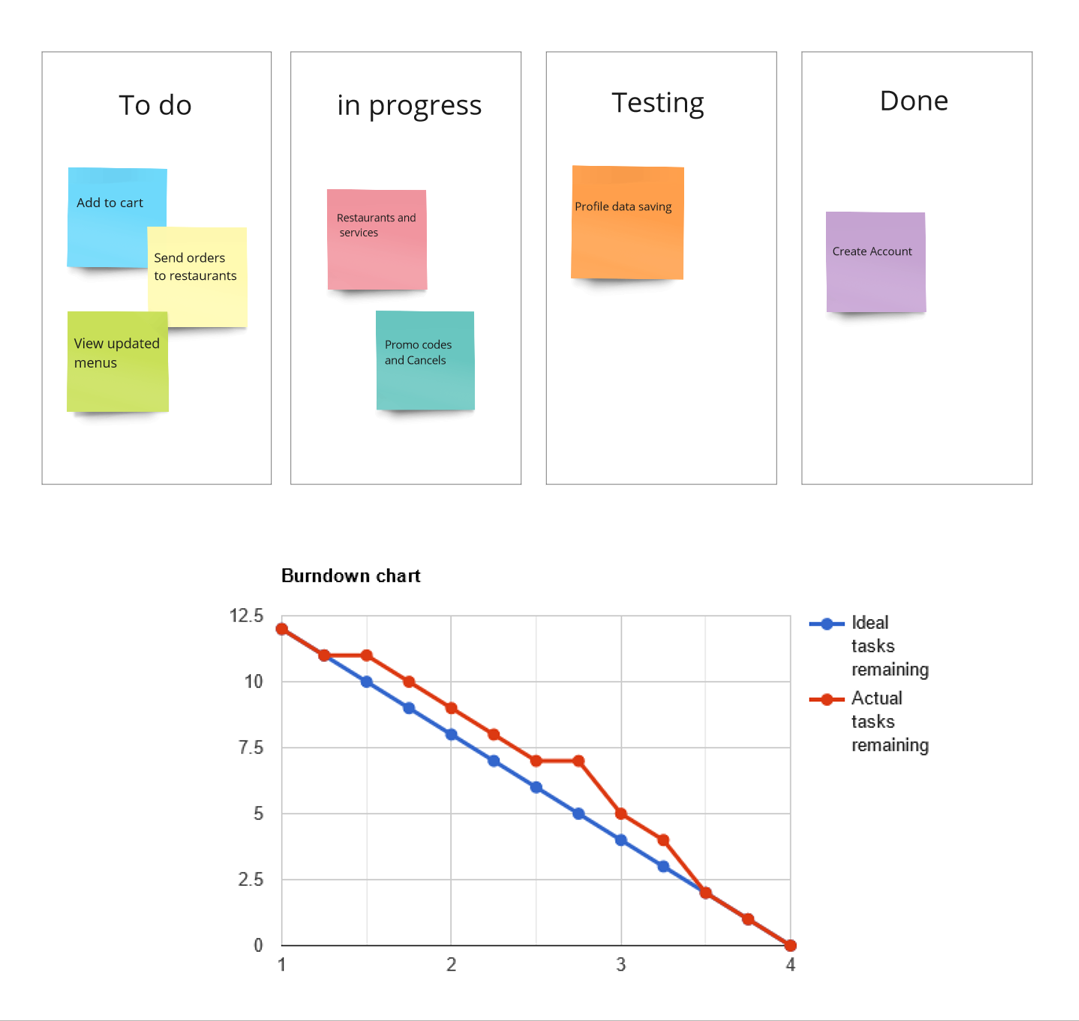 To do
in progress
Testing
Done
Add to cart
Send orders
to restaurants
View updated
menus
Restaurants and
services
Promo codes
and Cancels
Profile data saving
Create Account
Burndown chart
12.5
10
7.5
5
2.5
0
1
2
3
4
Ideal
tasks
remaining
Actual
tasks
remaining